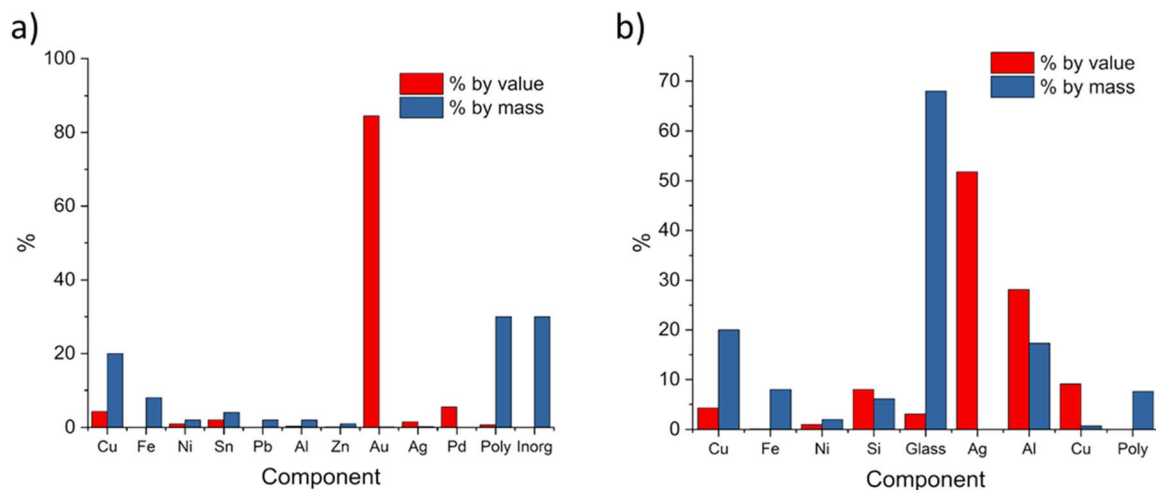 a)
100
80
60
40
20
0
%
% by value
% by mass
Cu Fe Ni Sn Pb Al Zn Au Ag Pd Poly Inorg
Component
b)
70
60
50
40
30
20
10
0
%
% by value
% by mass
Cu Fe Ni Si Glass Ag Al Cu Poly
Component